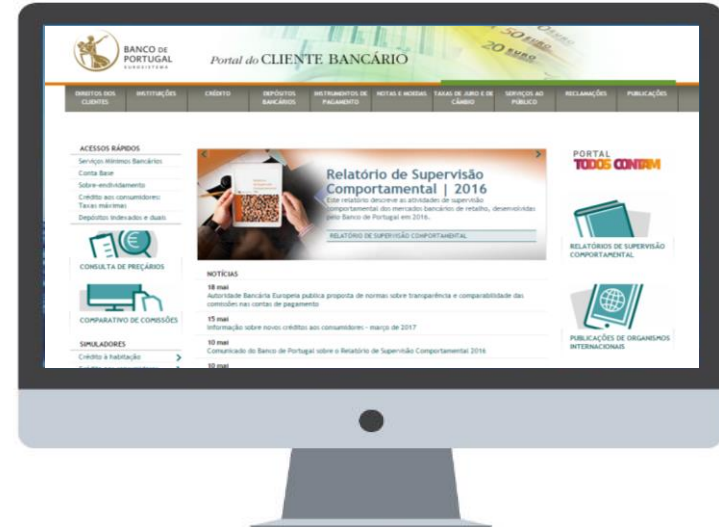 BANCO DE
PORTUGAL
EUROSISTEMA
Portal do CLIENTE BANCÁRIO
50 EURO
20 EURO
DIREITOS DOS CLIENTES
INSTITUIÇÕES
CRÉDITO
DEPÓSITOS BANCÁRIOS
INSTRUMENTOS DE PAGAMENTO
NOTAS E MOEDAS
TAXAS DE JURO E DE CÂMBIO
SERVIÇOS AO PÚBLICO
RECLAMAÇÕES
PUBLICAÇÕES
ACESSOS RÁPIDOS
Serviços Mínimos Bancários
Conta Base
Sobre-endividamento
Crédito aos consumidores:
Taxas máximas
Depósitos indexados e duais
CONSULTA DE PREÇÁRIOS
COMPARATIVO DE COMISSÕES
SIMULADORES
Crédito à habitação
Relatório de Supervisão
Comportamental | 2016
Este relatório descreve as atividades de supervisão
comportamental dos mercados bancários de retalho, desenvolvidas
pelo Banco de Portugal em 2016.
RELATÓRIO DE SUPERVISÃO COMPORTAMENTAL
NOTÍCIAS
18 mai
Autoridade Bancária Europeia publica proposta de normas sobre transparência e comparabilidade das
comissões nas contas de pagamento
15 mai
Informação sobre novos créditos aos consumidores - março de 2017
10 mai
Comunicado do Banco de Portugal sobre o Relatório de Supervisão Comportamental 2016
10 mai
PORTAL
TODOS CONTAM
RELATÓRIOS DE SUPERVISÃO
COMPORTAMENTAL
PUBLICAÇÕES DE ORGANISMOS
INTERNACIONAIS